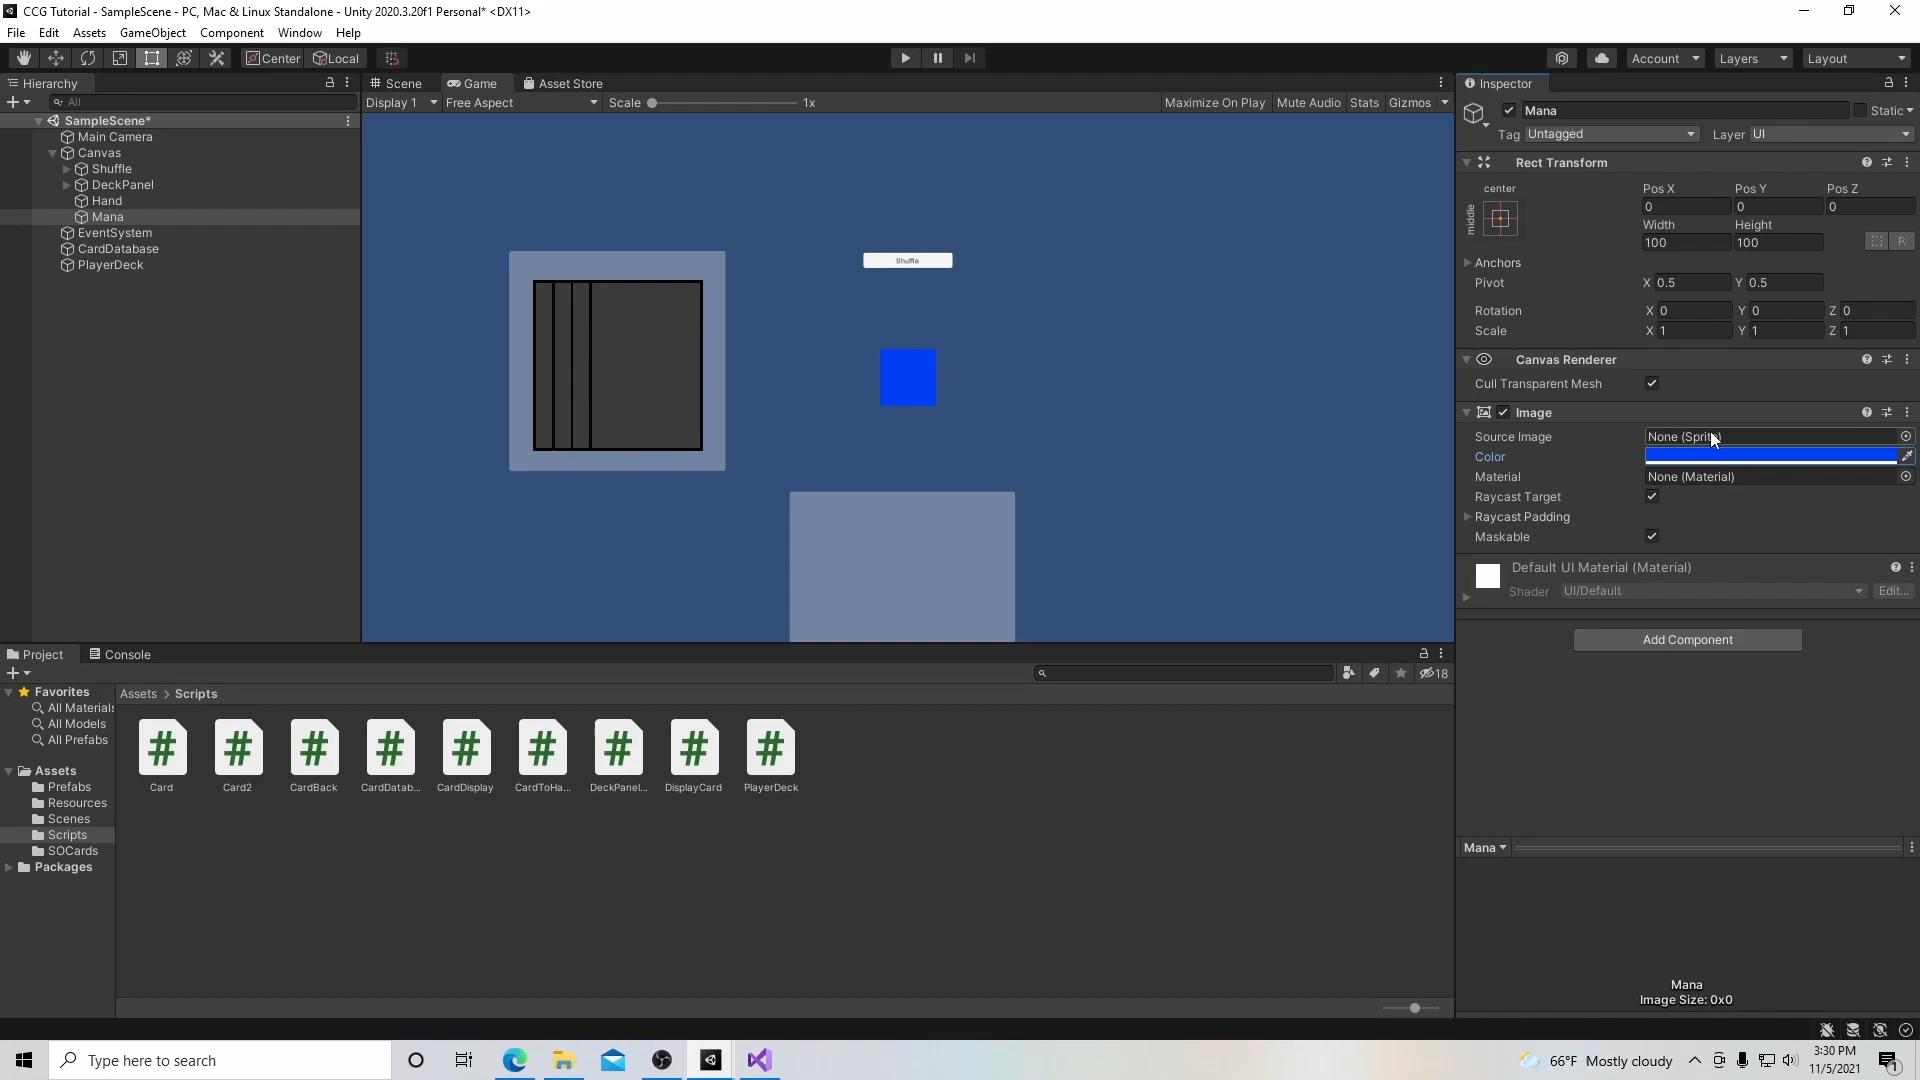 CCG Tutorial - SampleScene - PC, Mac & Linux Standalone - Unity 2020.3.20f1 Personal* <DX11>
File Edit Assets GameObject Component Window Help
Center Local Account Layers Layout
Hierarchy
All
SampleScene*
Main Camera
Canvas
Shuffle
DeckPanel
Hand
Mana
EventSystem
CardDatabase
PlayerDeck
Scene Game Asset Store
Display 1 Free Aspect Scale 1x Maximize On Play Mute Audio Stats Gizmos
Shuffle
Inspector
Mana Static
Tag Untagged Layer UI
Rect Transform
center
middle
Pos X Pos Y Pos Z
0 0 0
Width Height
100 100 R
Anchors
Pivot X 0.5 Y 0.5
Rotation X 0 Y 0 Z 0
Scale X 1 Y 1 Z 1
Canvas Renderer
Cull Transparent Mesh
Image
Source Image None (Sprite)
Color
Material None (Material)
Raycast Target
Raycast Padding
Maskable
Default UI Material (Material)
Shader UI/Default Edit...
Add Component
Mana
Mana
Image Size: 0x0
Project Console
18
Favorites
All Materials
All Models
All Prefabs
Assets
Prefabs
Resources
Scenes
Scripts
SOCards
Packages
Assets > Scripts
Card Card2 CardBack CardDatab... CardDisplay CardToHa... DeckPanel... DisplayCard PlayerDeck
Type here to search
66°F Mostly cloudy
3:30 PM
11/5/2021
1